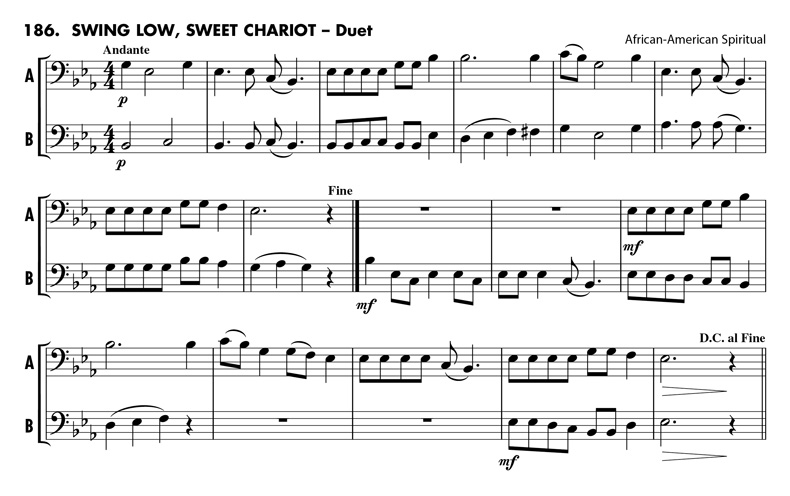 186. SWING LOW, SWEET CHARIOT – Duet
African-American Spiritual
Andante
A
p
B
p
Fine
A
mf
B
mf
D.C. al Fine
A
B
mf